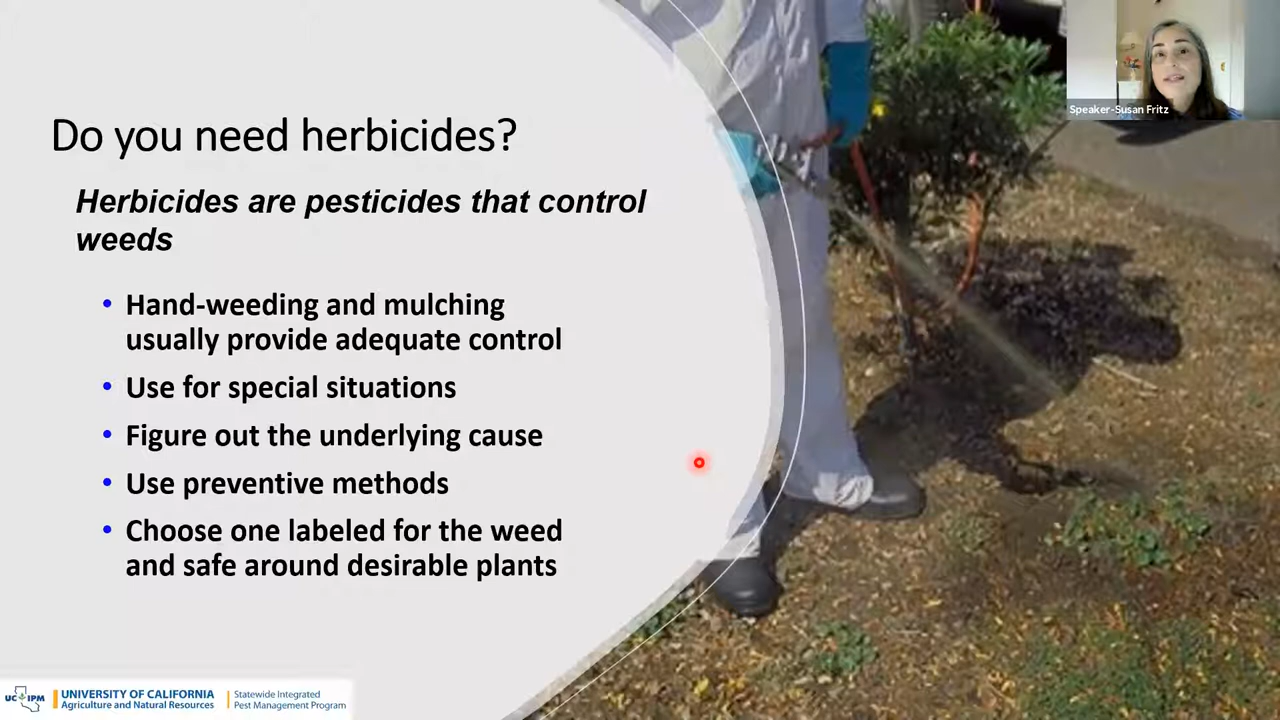 Speaker-Susan Fritz
Do you need herbicides?
Herbicides are pesticides that control
weeds
• Hand-weeding and mulching
usually provide adequate control
• Use for special situations
• Figure out the underlying cause
• Use preventive methods
• Choose one labeled for the weed
and safe around desirable plants
UC IPM
UNIVERSITY OF CALIFORNIA
Agriculture and Natural Resources
Statewide Integrated
Pest Management Program